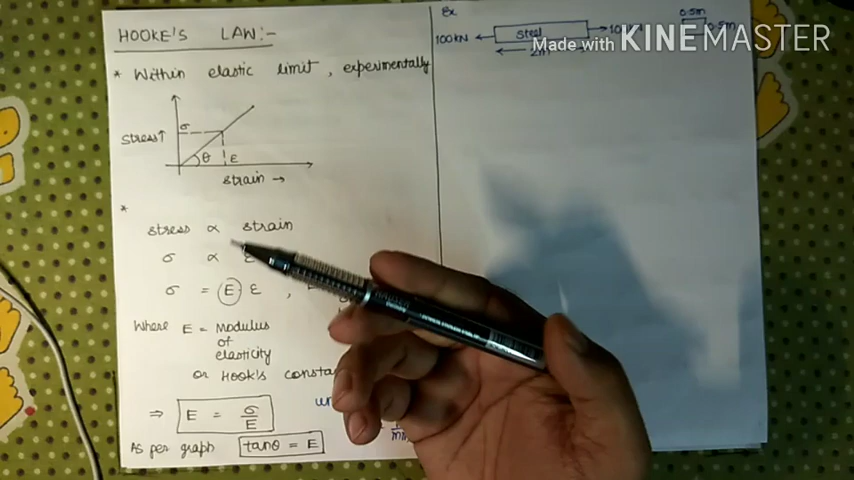 HOOKE'S LAW:-
* Within elastic limit, experimentally
Stress↑
σ
θ
ε
strain →
*
stress ∝ strain
σ ∝
σ = E ε ,
Where E = Modulus
of
elasticity
or Hook's
⇒ E = σ/E
As per graph tanθ = E
Ex
100kN
steel
2m
0.5m
Made with KINEMASTER